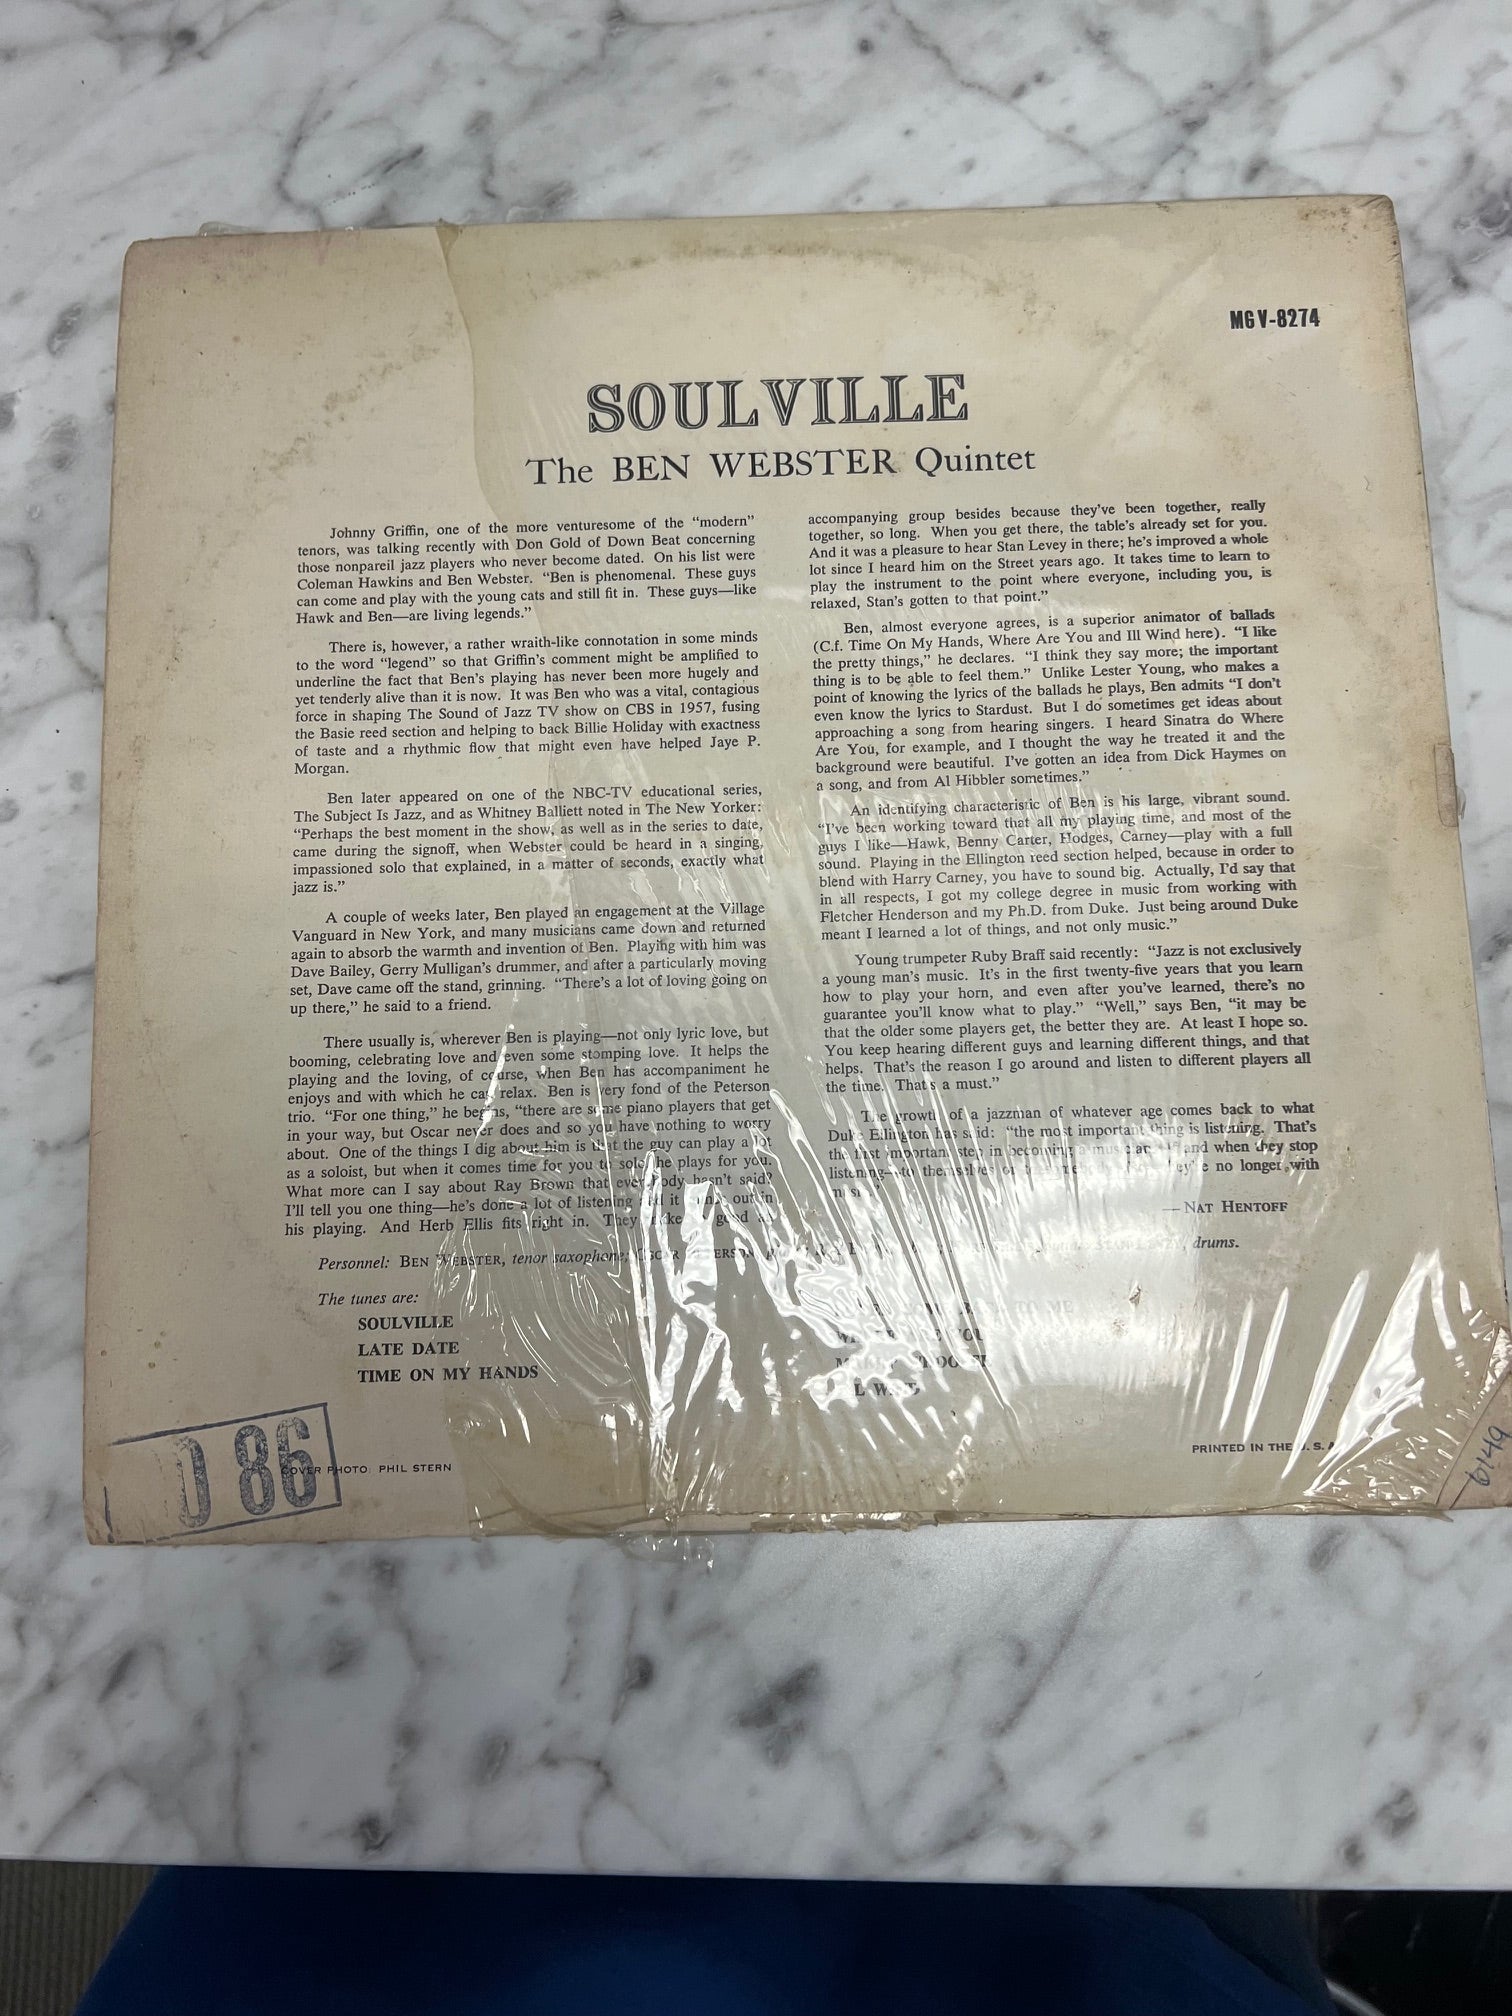 MG V-8274
SOULVILLE
The BEN WEBSTER Quintet
Johnny Griffin, one of the more venturesome of the “modern”
tenors, was talking recently with Don Gold of Down Beat concerning
those nonpareil jazz players who never become dated. On his list were
Coleman Hawkins and Ben Webster. “Ben is phenomenal. These guys
can come and play with the young cats and still fit in. These guys—like
Hawk and Ben—are living legends.”
There is, however, a rather wraith-like connotation in some minds
to the word “legend” so that Griffin’s comment might be amplified to
underline the fact that Ben’s playing has never been more hugely and
yet tenderly alive than it is now. It was Ben who was a vital, contagious
force in shaping The Sound of Jazz TV show on CBS in 1957, fusing
the Basie reed section and helping to back Billie Holiday with exactness
of taste and a rhythmic flow that might even have helped Jaye P.
Morgan.
Ben later appeared on one of the NBC-TV educational series,
The Subject Is Jazz, and as Whitney Balliett noted in The New Yorker:
“Perhaps the best moment in the show, as well as in the series to date,
came during the signoff, when Webster could be heard in a singing,
impassioned solo that explained, in a matter of seconds, exactly what
jazz is.”
A couple of weeks later, Ben played an engagement at the Village
Vanguard in New York, and many musicians came down and returned
again to absorb the warmth and invention of Ben. Playing with him was
Dave Bailey, Gerry Mulligan’s drummer, and after a particularly moving
set, Dave came off the stand, grinning. “There’s a lot of loving going on
up there,” he said to a friend.
There usually is, wherever Ben is playing—not only lyric love, but
booming, celebrating love and even some stomping love. It helps the
playing and the loving, of course, when Ben has accompaniment he
enjoys and with which he can relax. Ben is very fond of the Peterson
trio. “For one thing,” he begins, “there are some piano players that get
in your way, but Oscar never does and so you have nothing to worry
about. One of the things I dig about him is that the guy can play a lot
as a soloist, but when it comes time for you to solo, he plays for you.
What more can I say about Ray Brown that everybody hasn’t said?
I’ll tell you one thing—he’s done a lot of listening and it comes out in
his playing. And Herb Ellis fits right in. They make a good
accompanying group besides because they’ve been together, really
together, so long. When you get there, the table’s already set for you.
And it was a pleasure to hear Stan Levey in there; he’s improved a whole
lot since I heard him on the Street years ago. It takes time to learn to
play the instrument to the point where everyone, including you, is
relaxed, Stan’s gotten to that point.”
Ben, almost everyone agrees, is a superior animator of ballads
(C.f. Time On My Hands, Where Are You and Ill Wind here). “I like
the pretty things,” he declares. “I think they say more; the important
thing is to be able to feel them.” Unlike Lester Young, who makes a
point of knowing the lyrics of the ballads he plays, Ben admits “I don’t
even know the lyrics to Stardust. But I do sometimes get ideas about
approaching a song from hearing singers. I heard Sinatra do Where
Are You, for example, and I thought the way he treated it and the
background were beautiful. I’ve gotten an idea from Dick Haymes on
a song, and from Al Hibbler sometimes.”
An identifying characteristic of Ben is his large, vibrant sound.
“I’ve been working toward that all my playing time, and most of the
guys I like—Hawk, Benny Carter, Hodges, Carney—play with a full
sound. Playing in the Ellington reed section helped, because in order to
blend with Harry Carney, you have to sound big. Actually, I’d say that
in all respects, I got my college degree in music from working with
Fletcher Henderson and my Ph.D. from Duke. Just being around Duke
meant I learned a lot of things, and not only music.”
Young trumpeter Ruby Braff said recently: “Jazz is not exclusively
a young man’s music. It’s in the first twenty-five years that you learn
how to play your horn, and even after you’ve learned, there’s no
guarantee you’ll know what to play.” “Well,” says Ben, “it may be
that the older some players get, the better they are. At least I hope so.
You keep hearing different guys and learning different things, and that
helps. That’s the reason I go around and listen to different players all
the time. That’s a must.”
The growth of a jazzman of whatever age comes back to what
Duke Ellington has said: “the most important thing is listening. That’s
the first important step in becoming a musician and when they stop
listening—to themselves or they’re no longer with
—NAT HENTOFF
Personnel: BEN WEBSTER, tenor saxophone; OSCAR PETERSON, drums.
The tunes are:
SOULVILLE
LATE DATE
TIME ON MY HANDS
WHERE ARE YOU
ILL WIND
D 86
COVER PHOTO: PHIL STERN
PRINTED IN THE U. S. A.
6149